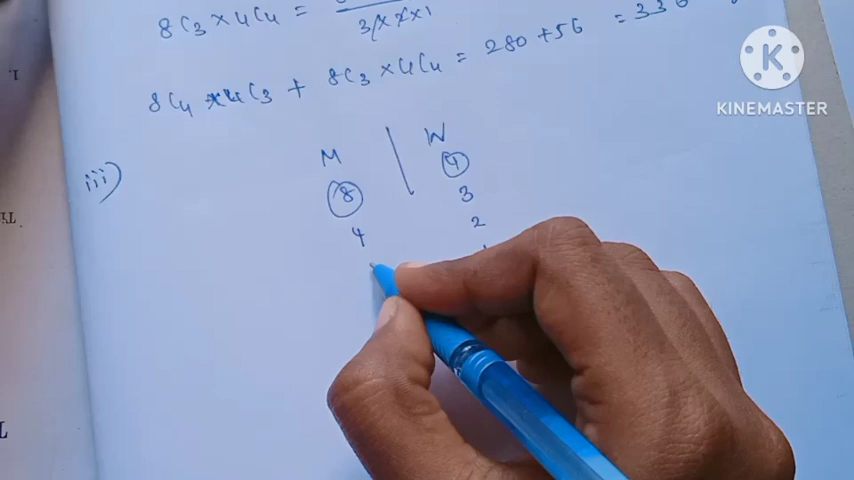 8C₃ × 4C₄ =
3 × 2 × 1
8C₄ × 4C₃ + 8C₃ × 4C₄ = 280 + 56 = 336
iii)
M | W
8 4
3
4 2
1.
KINEMASTER